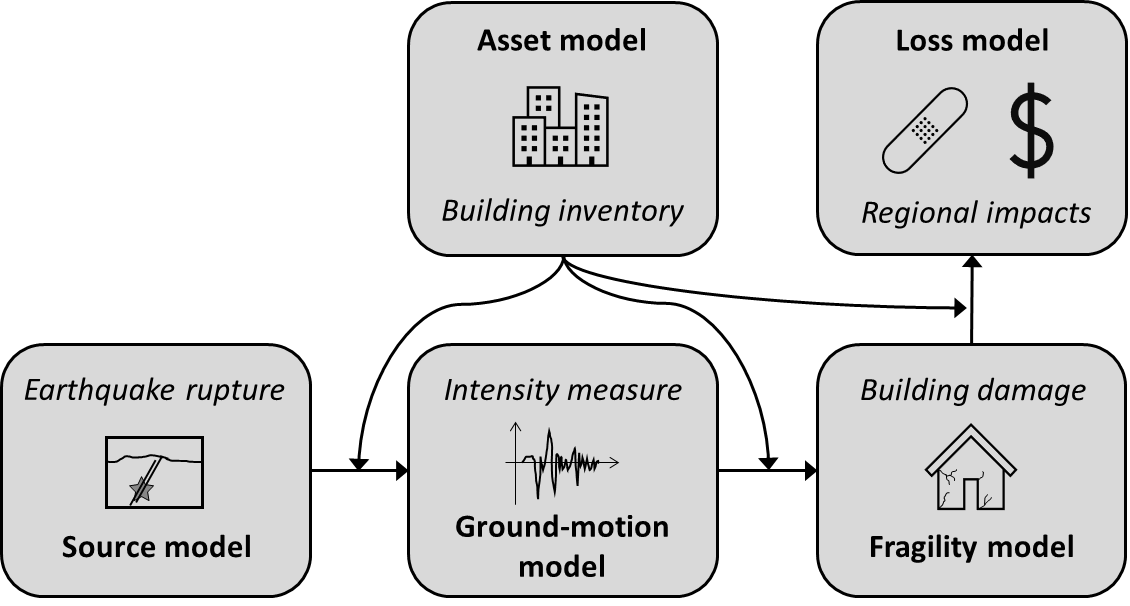 Asset model
Building inventory
Loss model
Regional impacts
Earthquake rupture
Source model
Intensity measure
Ground-motion
model
Building damage
Fragility model